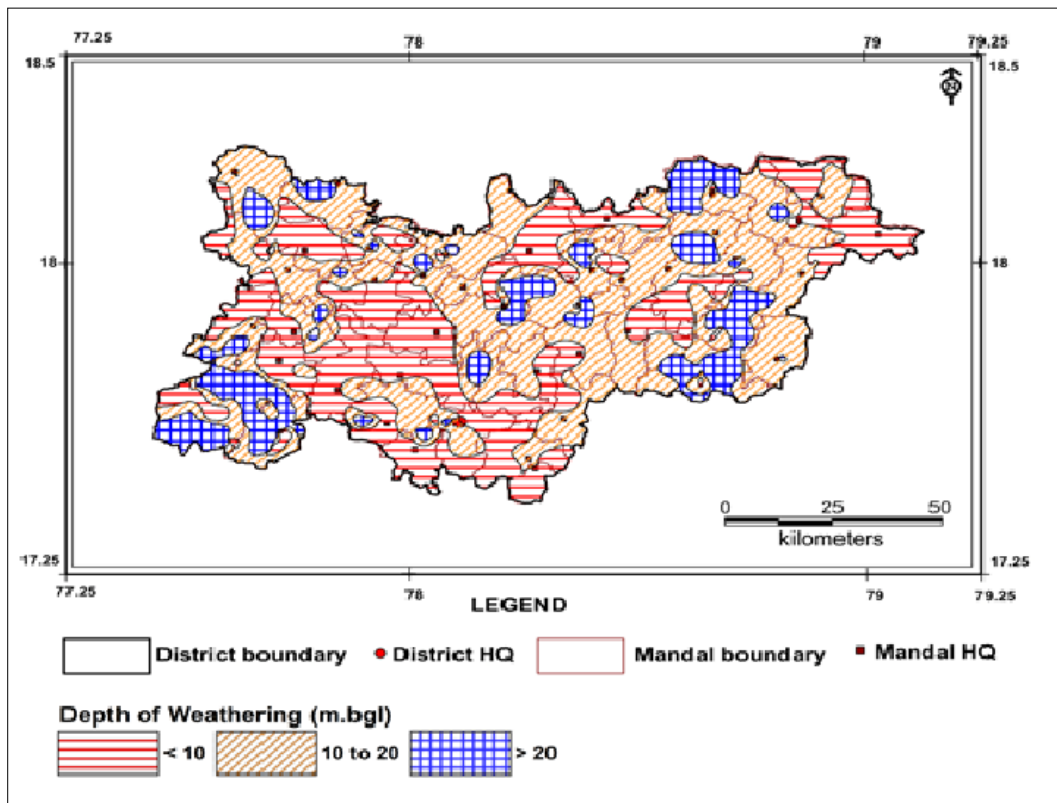 77.25 78 79 79.25
18.5 18.5
18 18
0 25 50
kilometers
17.25 17.25
77.25 78 79 79.25
LEGEND
District boundary District HQ Mandal boundary Mandal HQ
Depth of Weathering (m.bgl)
< 10 10 to 20 > 20